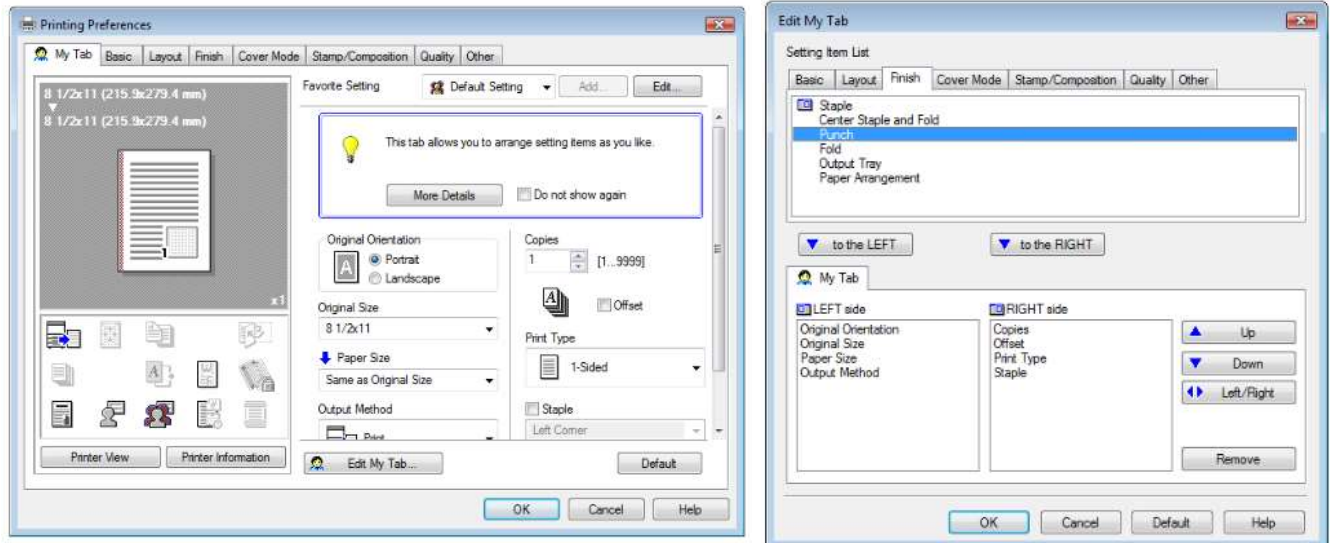 Printing Preferences
My Tab Basic Layout Finish Cover Mode Stamp/Composition Quality Other
8 1/2x11 (215.9x279.4 mm)
8 1/2x11 (215.9x279.4 mm)
1
x1
Printer View Printer Information
Favorite Setting Default Setting Add... Edit...
This tab allows you to arrange setting items as you like.
More Details Do not show again
Original Orientation
A Portrait
Landscape
Original Size
8 1/2x11
Paper Size
Same as Original Size
Output Method
Print
Copies
1 [1...9999]
Offset
Print Type
1-Sided
Staple
Left Corner
Edit My Tab... Default
OK Cancel Help
Edit My Tab
Setting Item List
Basic Layout Finish Cover Mode Stamp/Composition Quality Other
Staple
Center Staple and Fold
Punch
Fold
Output Tray
Paper Arrangement
to the LEFT to the RIGHT
My Tab
LEFT side
Original Orientation
Original Size
Paper Size
Output Method
RIGHT side
Copies
Offset
Print Type
Staple
Up
Down
Left/Right
Remove
OK Cancel Default Help